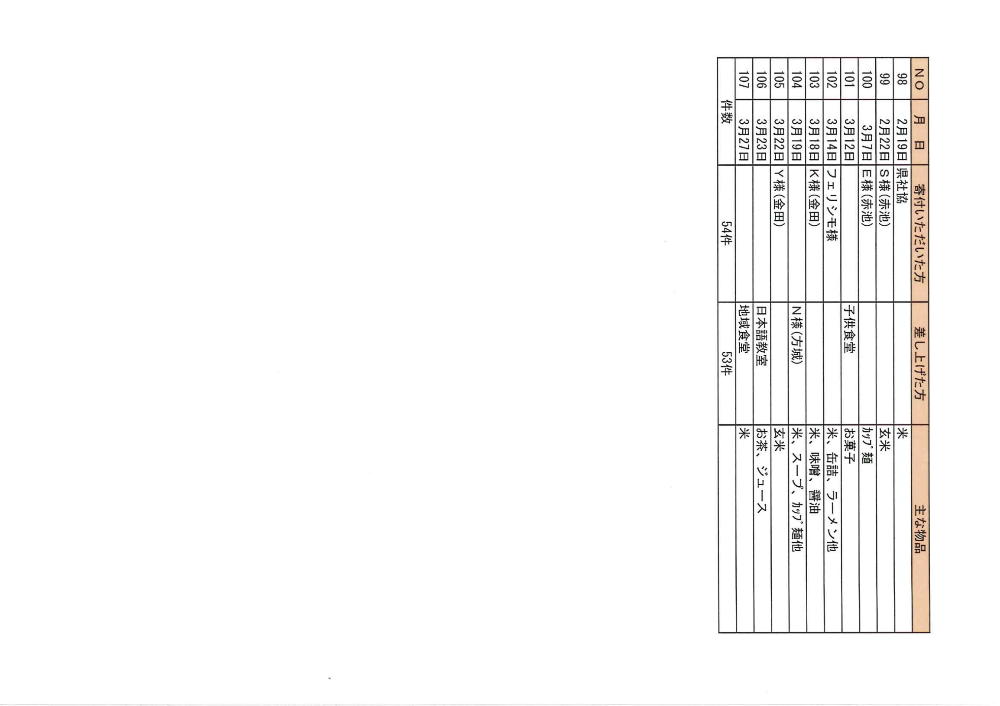 NO 月 日 寄付いただいた方 差し上げた方 主な物品
98 2月19日 県社協 米
99 2月22日 S様(赤池) 玄米
100 3月7日 E様(赤池) ｶｯﾌﾟ麺
101 3月12日 子供食堂 お菓子
102 3月14日 フェリシモ様 米、缶詰、ラーメン他
103 3月18日 K様(金田) 米、味噌、醤油
104 3月19日 N様(方城) 米、スープ、ｶｯﾌﾟ麺他
105 3月22日 Y様(金田) 玄米
106 3月23日 日本語教室 お茶、ジュース
107 3月27日 地域食堂 米
件数 54件 53件